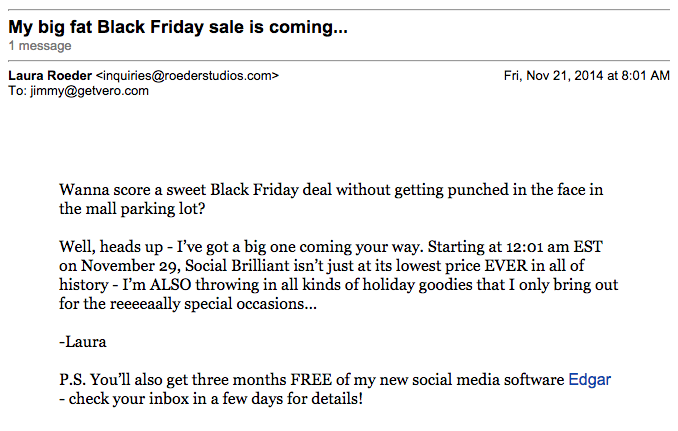 My big fat Black Friday sale is coming...
1 message
Laura Roeder <inquiries@roederstudios.com> Fri, Nov 21, 2014 at 8:01 AM
To: jimmy@getvero.com
Wanna score a sweet Black Friday deal without getting punched in the face in
the mall parking lot?
Well, heads up - I’ve got a big one coming your way. Starting at 12:01 am EST
on November 29, Social Brilliant isn’t just at its lowest price EVER in all of
history - I’m ALSO throwing in all kinds of holiday goodies that I only bring out
for the reeeeaally special occasions...
-Laura
P.S. You’ll also get three months FREE of my new social media software Edgar
- check your inbox in a few days for details!